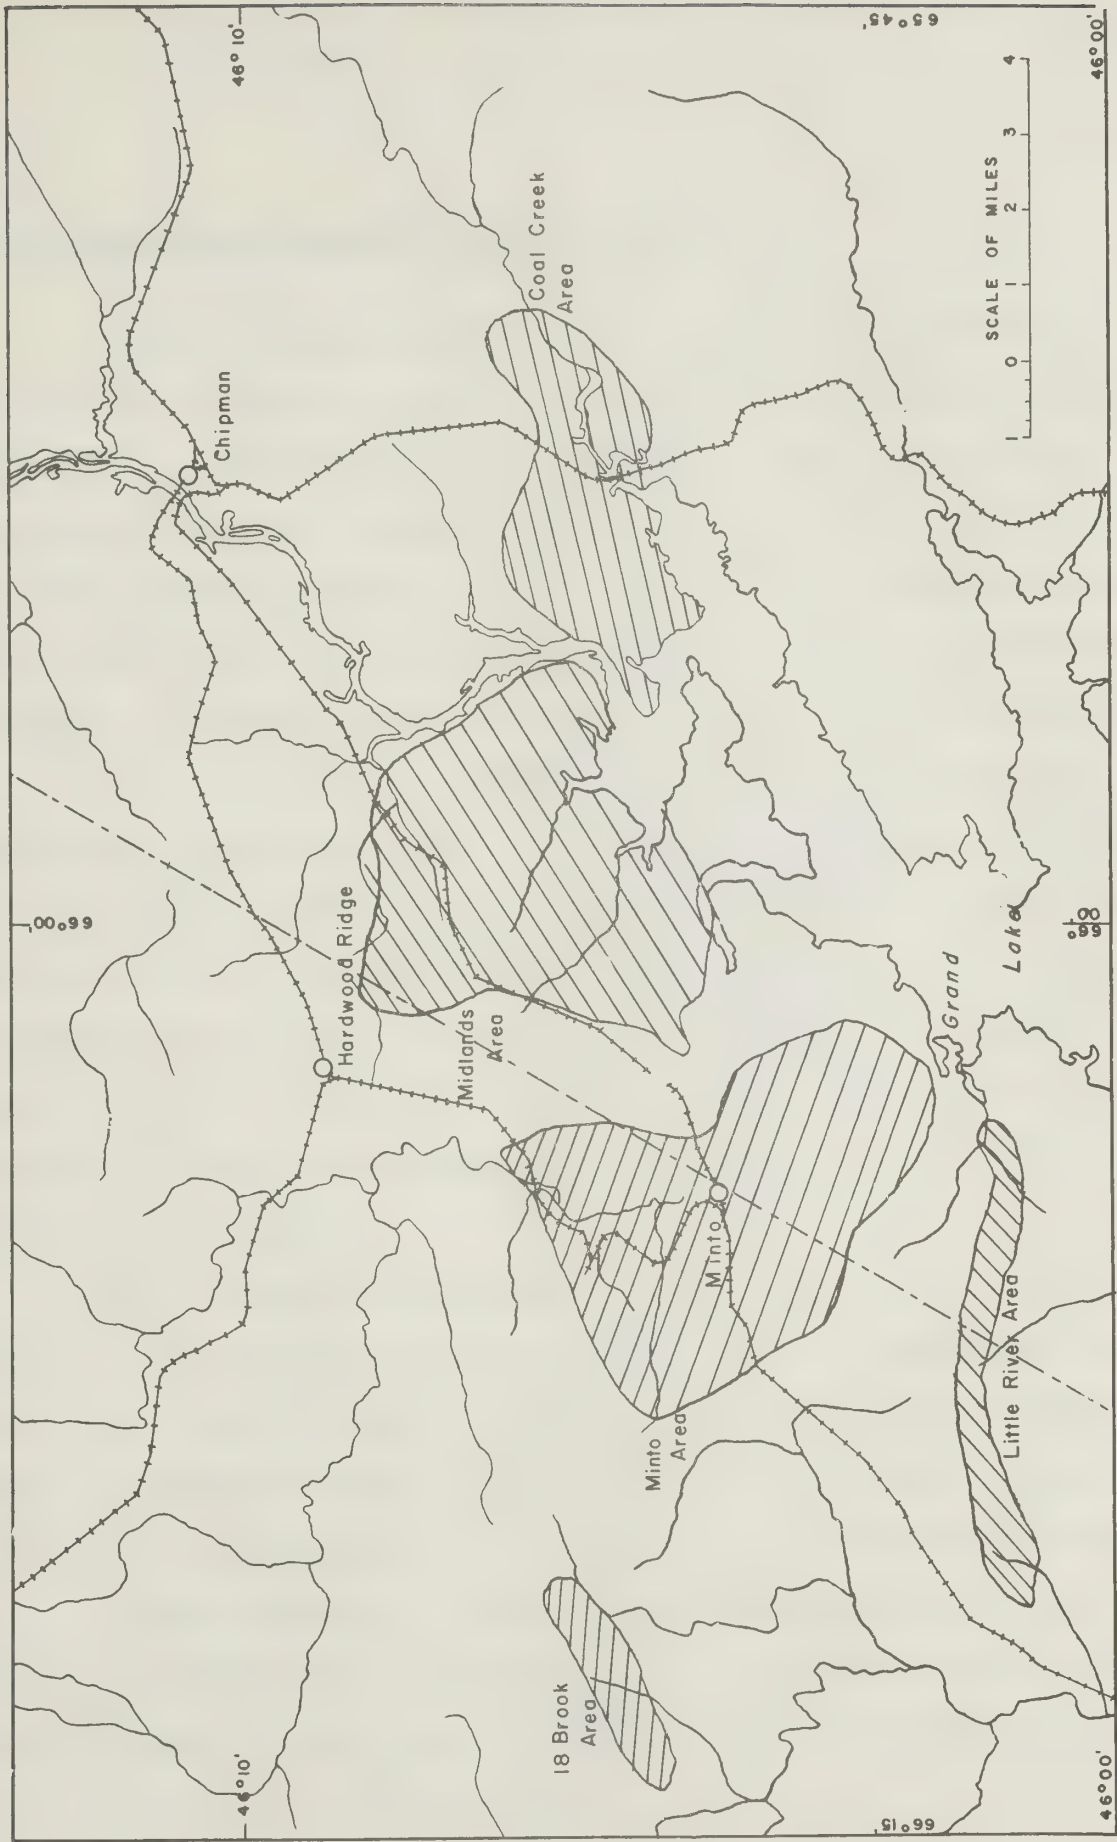 46°10'
66°00'
46°10'
Chipman
Hardwood Ridge
Midlands
Area
Coal Creek
Area
18 Brook
Area
Minto
Area
Minto
Grand
Lake
Little River Area
SCALE OF MILES
1 0 1 2 3 4
66°15'
65°45'
46°00'
66°
00'
46°00'